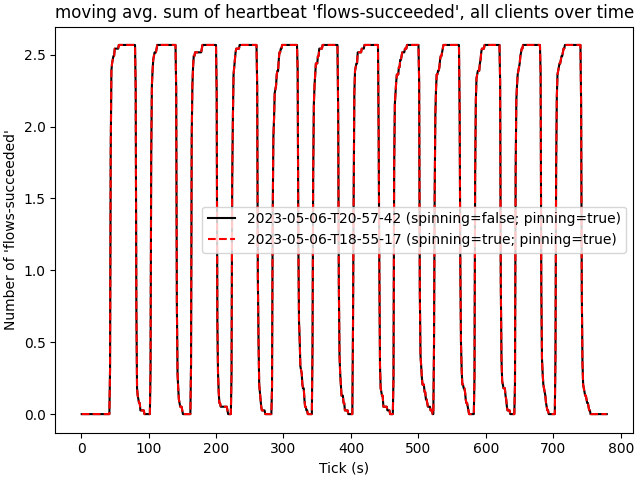 moving avg. sum of heartbeat 'flows-succeeded', all clients over time
Number of 'flows-succeeded'
2.5
2.0
1.5
1.0
0.5
0.0
2023-05-06-T20-57-42 (spinning=false; pinning=true)
2023-05-06-T18-55-17 (spinning=true; pinning=true)
0 100 200 300 400 500 600 700 800
Tick (s)